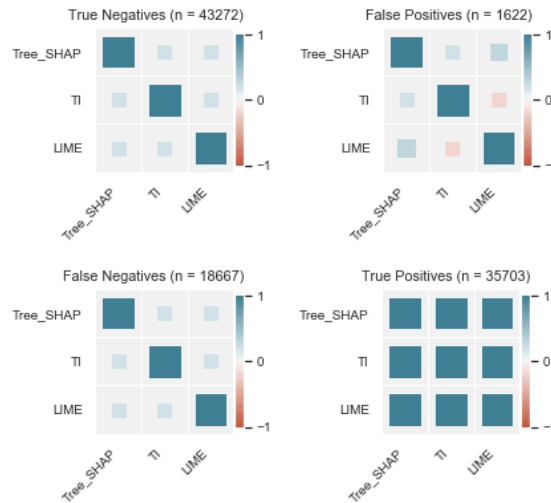 True Negatives (n = 43272)
Tree_SHAP
TI
LIME
Tree_SHAP
TI
LIME
1
0
−1
False Positives (n = 1622)
Tree_SHAP
TI
LIME
Tree_SHAP
TI
LIME
1
0
−1
False Negatives (n = 18667)
Tree_SHAP
TI
LIME
Tree_SHAP
TI
LIME
1
0
−1
True Positives (n = 35703)
Tree_SHAP
TI
LIME
Tree_SHAP
TI
LIME
1
0
−1